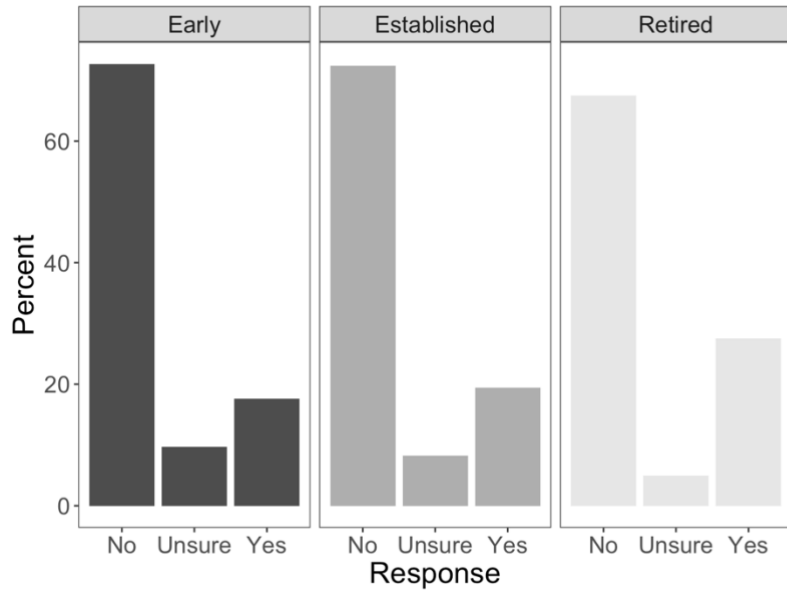 Early Established Retired
60
40
20
0
Percent
No Unsure Yes No Unsure Yes No Unsure Yes
Response